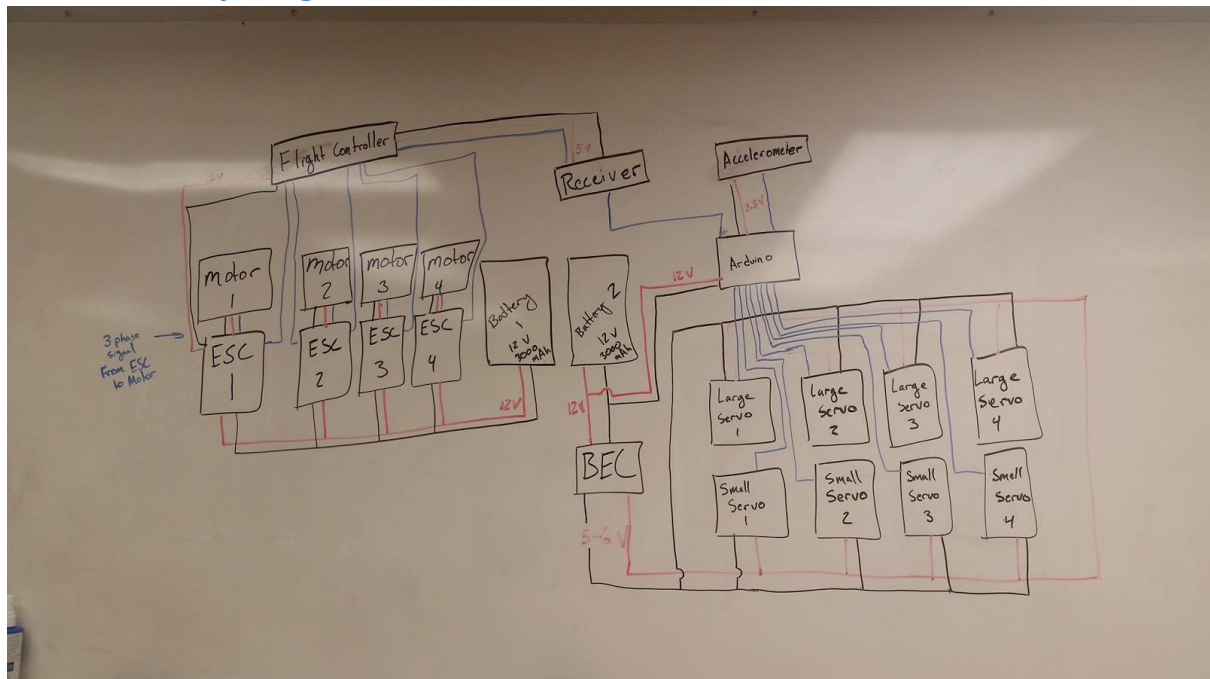 Flight Controller
5V
Receiver
Accelerometer
3.3V
Arduino
5V
Motor
1
Motor
2
Motor
3
Motor
4
Battery
1
12 V
3000
mAh
Battery 2
12 V
3000
mAh
12V
3 phase
signal
From ESC
to Motor
ESC
1
ESC
2
ESC
3
ESC
4
12V
12V
BEC
5-6 V
Large
Servo
1
Large
Servo
2
Large
Servo
3
Large
Servo
4
Small
Servo
1
Small
Servo
2
Small
Servo
3
Small
Servo
4